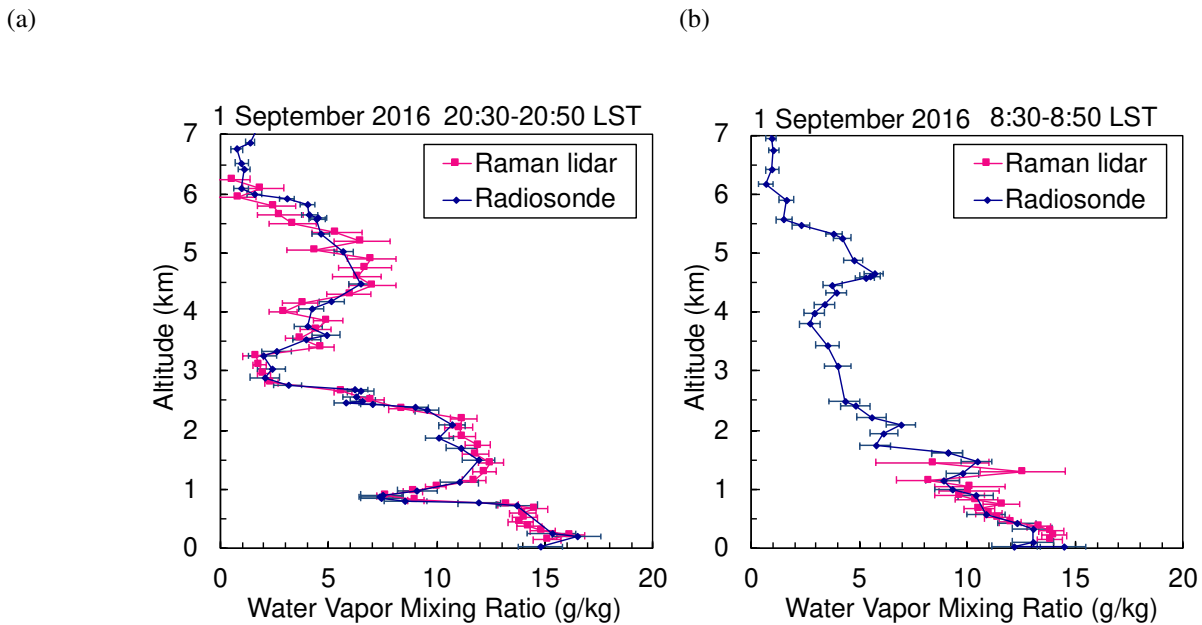 (a)
(b)
1 September 2016 20:30-20:50 LST
1 September 2016 8:30-8:50 LST
7
6
5
4
3
2
1
0
Altitude (km)
Raman lidar
Radiosonde
0 5 10 15 20
Water Vapor Mixing Ratio (g/kg)
7
6
5
4
3
2
1
0
Altitude (km)
Raman lidar
Radiosonde
0 5 10 15 20
Water Vapor Mixing Ratio (g/kg)